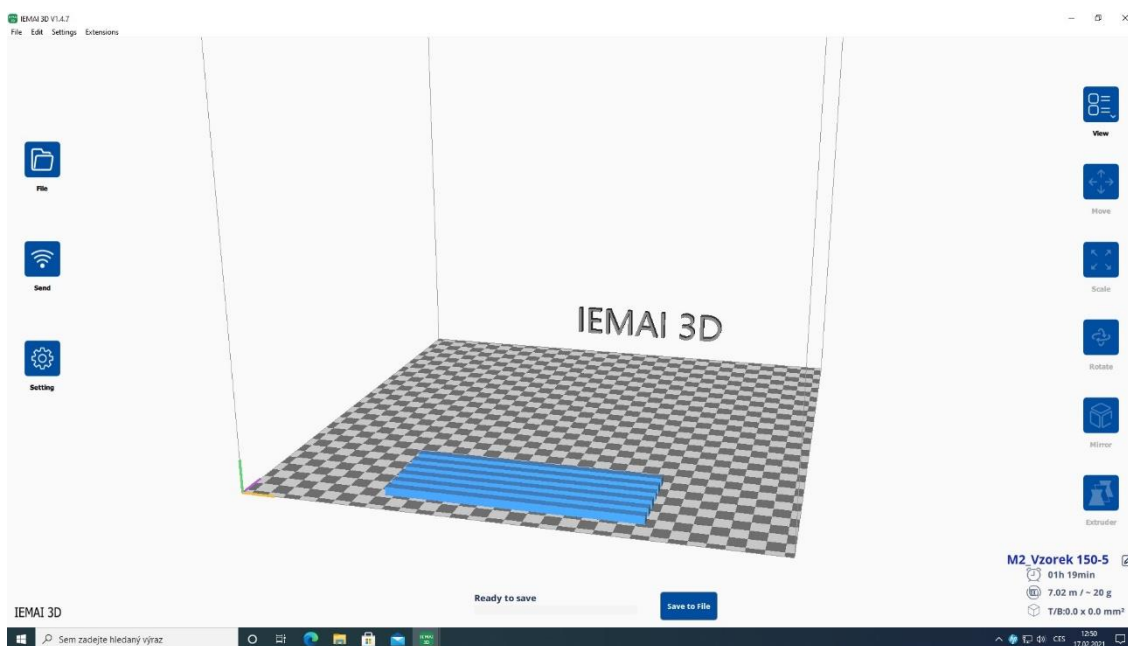 IEMAI 3D V1.4.7
File Edit Settings Extensions
View
File
Move
Send
Scale
IEMAI 3D
Rotate
Setting
Mirror
Extruder
M2_Vzorek 150-5
01h 19min
Ready to save
7.02 m / ~ 20 g
Save to File
IEMAI 3D
T/B:0.0 x 0.0 mm³
Sem zadejte hledaný výraz
CES
12:50
17.02.2021